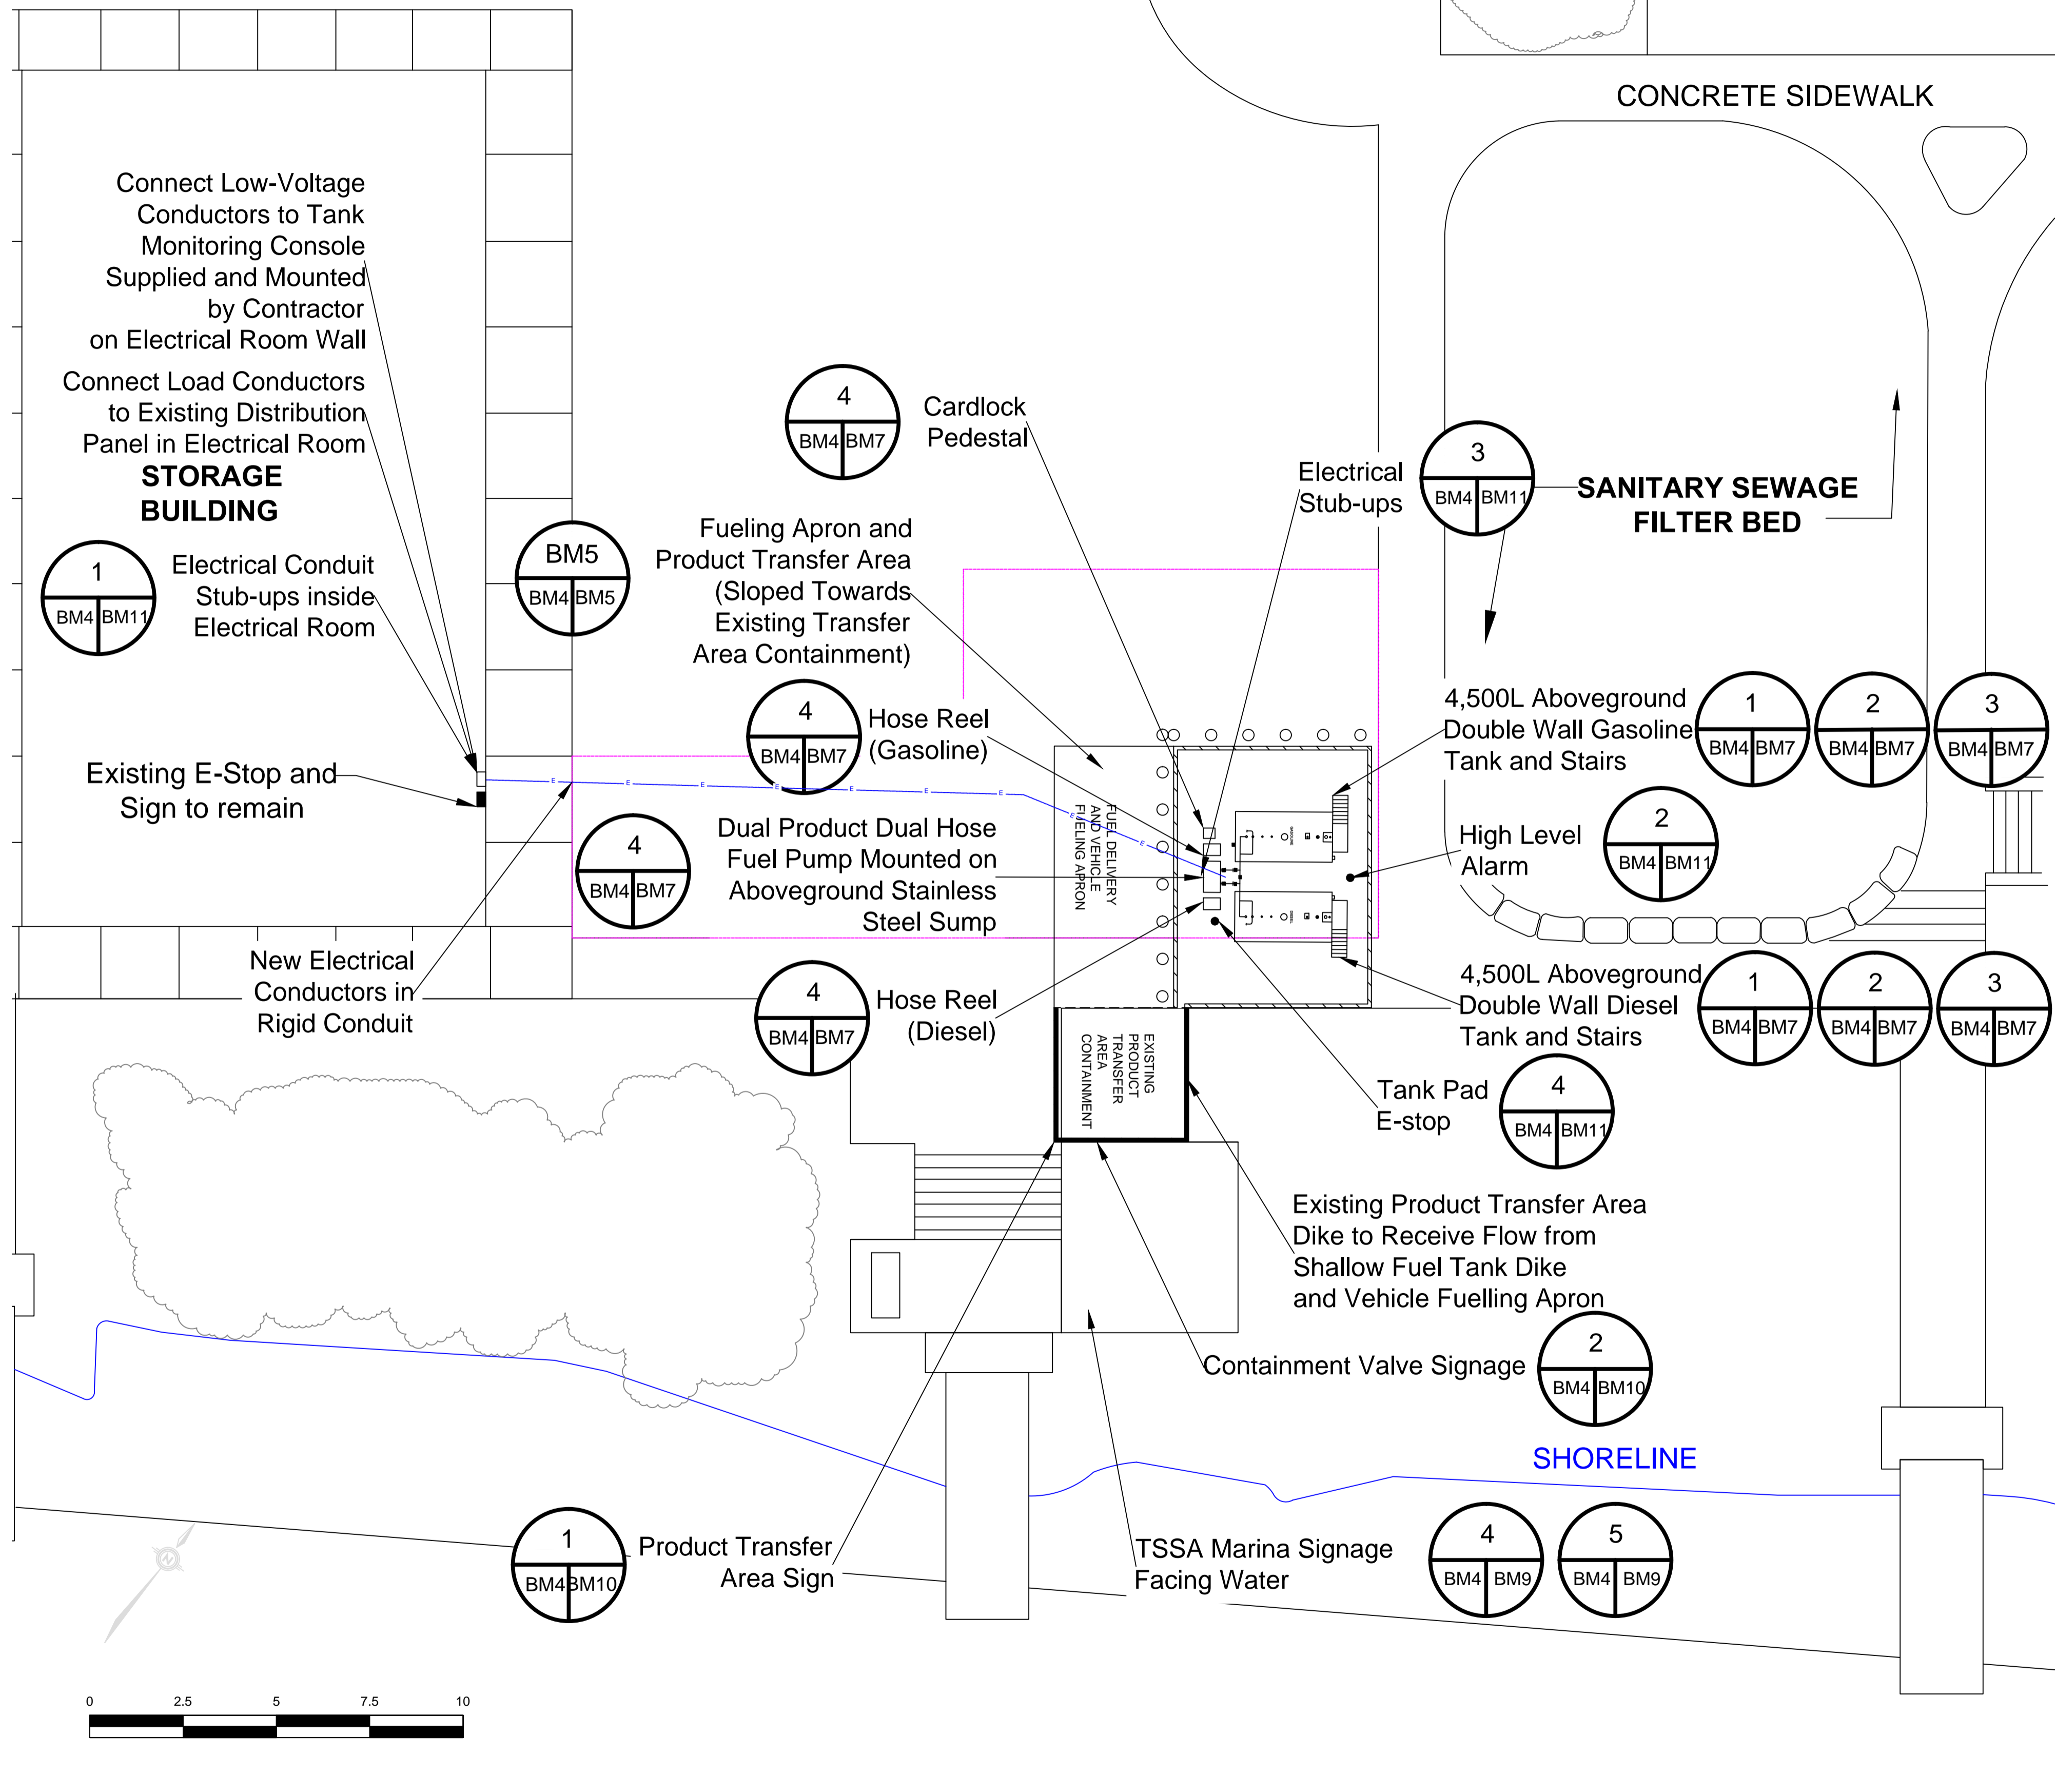 CONCRETE SIDEWALK
Connect Low-Voltage
Conductors to Tank
Monitoring Console
Supplied and Mounted
by Contractor
on Electrical Room Wall
Connect Load Conductors
to Existing Distribution
Panel in Electrical Room
STORAGE
BUILDING
1
BM4 BM11
Electrical Conduit
Stub-ups inside
Electrical Room
BM5
BM4 BM5
Existing E-Stop and
Sign to remain
New Electrical
Conductors in
Rigid Conduit
4
BM4 BM7
Cardlock
Pedestal
Fueling Apron and
Product Transfer Area
(Sloped Towards
Existing Transfer
Area Containment)
4
BM4 BM7
Hose Reel
(Gasoline)
E E E E E E E E E
4
BM4 BM7
Dual Product Dual Hose
Fuel Pump Mounted on
Aboveground Stainless
Steel Sump
4
BM4 BM7
Hose Reel
(Diesel)
FUEL DELIVERY
AND VEHICLE
FUELING APRON
GASOLINE
DIESEL
EXISTING
PRODUCT
TRANSFER
AREA
CONTAINMENT
Electrical
Stub-ups
3
BM4 BM11
SANITARY SEWAGE
FILTER BED
4,500L Aboveground
Double Wall Gasoline
Tank and Stairs
1
BM4 BM7
2
BM4 BM7
3
BM4 BM7
High Level
Alarm
2
BM4 BM11
4,500L Aboveground
Double Wall Diesel
Tank and Stairs
1
BM4 BM7
2
BM4 BM7
3
BM4 BM7
Tank Pad
E-stop
4
BM4 BM11
Existing Product Transfer Area
Dike to Receive Flow from
Shallow Fuel Tank Dike
and Vehicle Fuelling Apron
Containment Valve Signage
2
BM4 BM10
SHORELINE
1
BM4 BM10
Product Transfer
Area Sign
TSSA Marina Signage
Facing Water
4
BM4 BM9
5
BM4 BM9
N
0 2.5 5 7.5 10